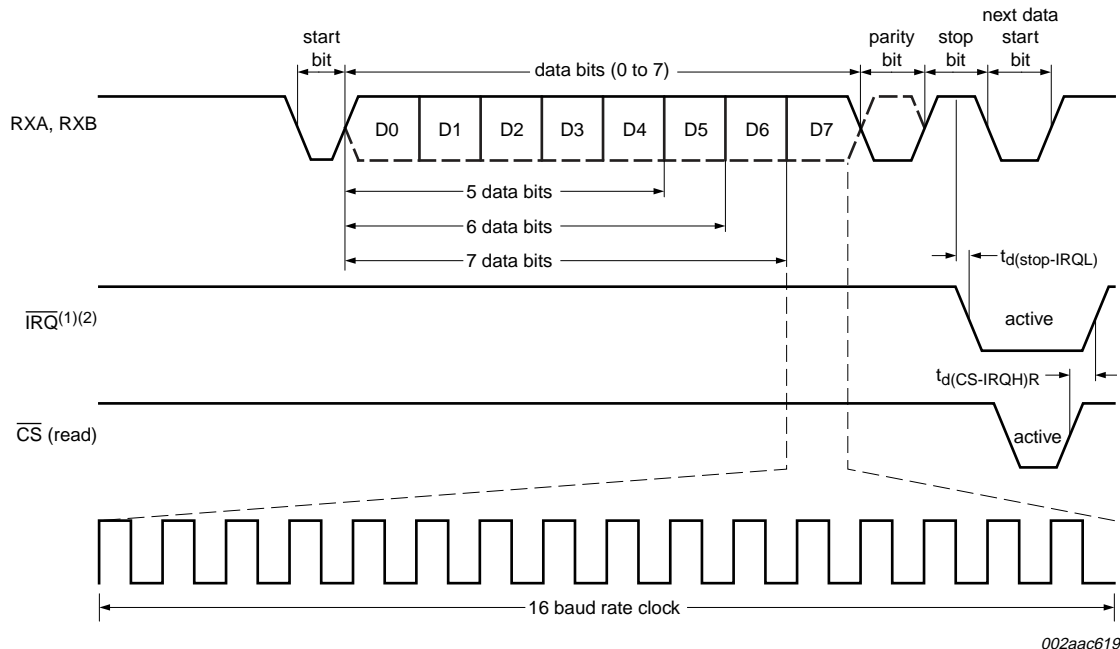 next data
start
bit
data bits (0 to 7)
parity
bit
stop
bit
start
bit
RXA, RXB
D0 D1 D2 D3 D4 D5 D6 D7
5 data bits
6 data bits
7 data bits
td(stop-IRQL)
IRQ(1)(2)
active
td(CS-IRQH)R
CS (read)
active
16 baud rate clock
002aac619